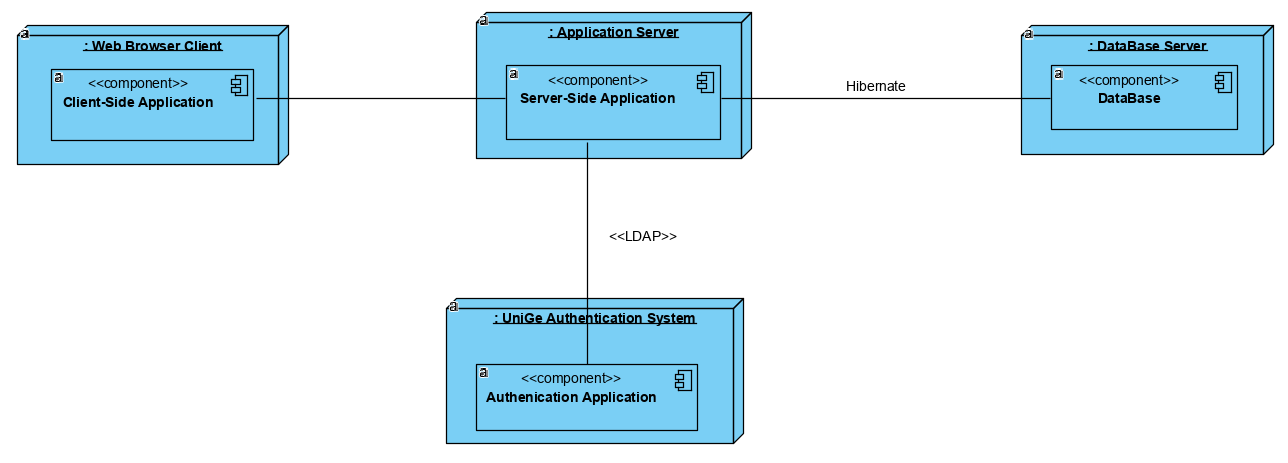 a
: Web Browser Client
a
<<component>>
Client-Side Application
a
: Application Server
a
<<component>>
Server-Side Application
Hibernate
a
: DataBase Server
a
<<component>>
DataBase
<<LDAP>>
a
: UniGe Authentication System
a
<<component>>
Authenication Application